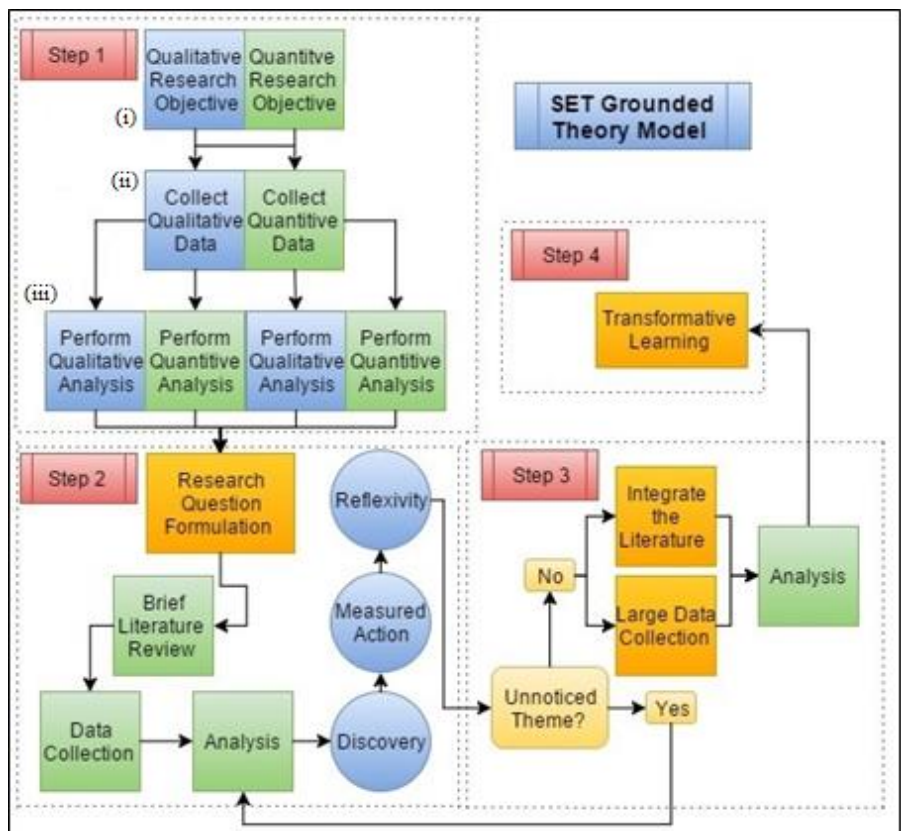 Step 1
Qualitative
Research
Objective
Quantitve
Research
Objective
(i)
SET Grounded
Theory Model
(ii)
Collect
Qualitative
Data
Collect
Quantitive
Data
(iii)
Perform
Qualitative
Analysis
Perform
Quantitive
Analysis
Perform
Qualitative
Analysis
Perform
Quantitive
Analysis
Step 4
Transformative
Learning
Step 2
Research
Question
Formulation
Brief
Literature
Review
Data
Collection
Analysis
Discovery
Measured
Action
Reflexivity
Step 3
Unnoticed
Theme?
No
Yes
Integrate
the
Literature
Large Data
Collection
Analysis